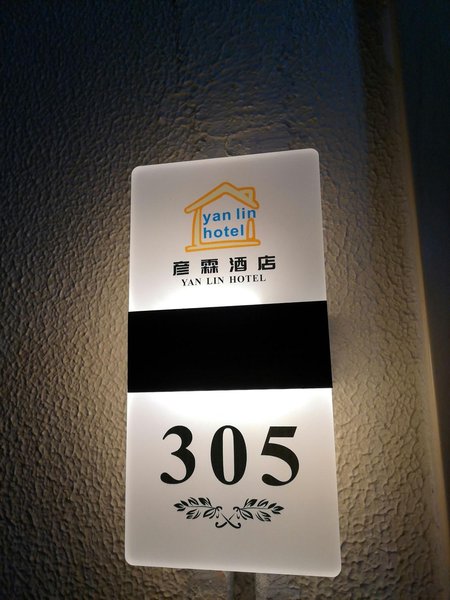 yan lin
hotel
彦霖酒店
YAN LIN HOTEL
305